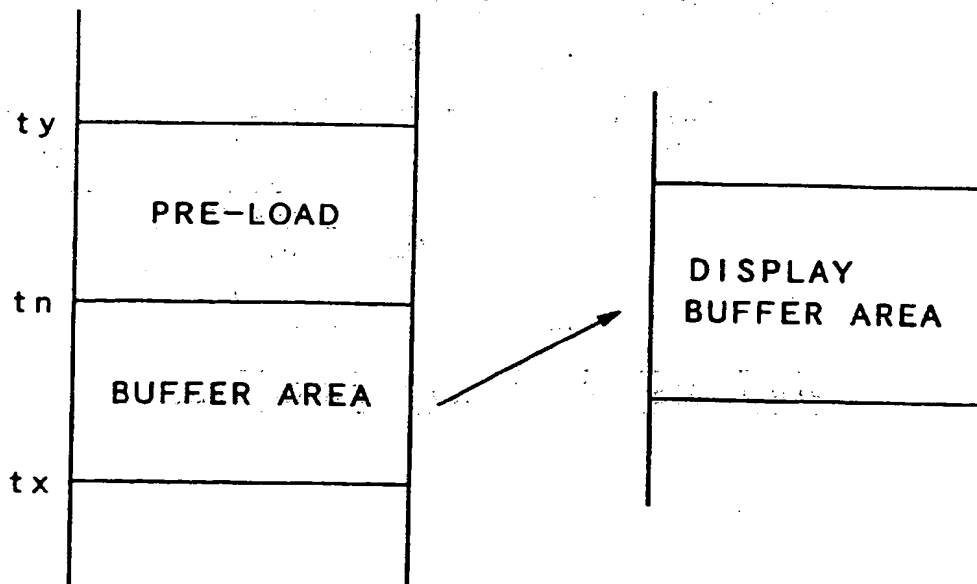 ty
PRE-LOAD
tn
BUFFER AREA
tx
DISPLAY
BUFFER AREA